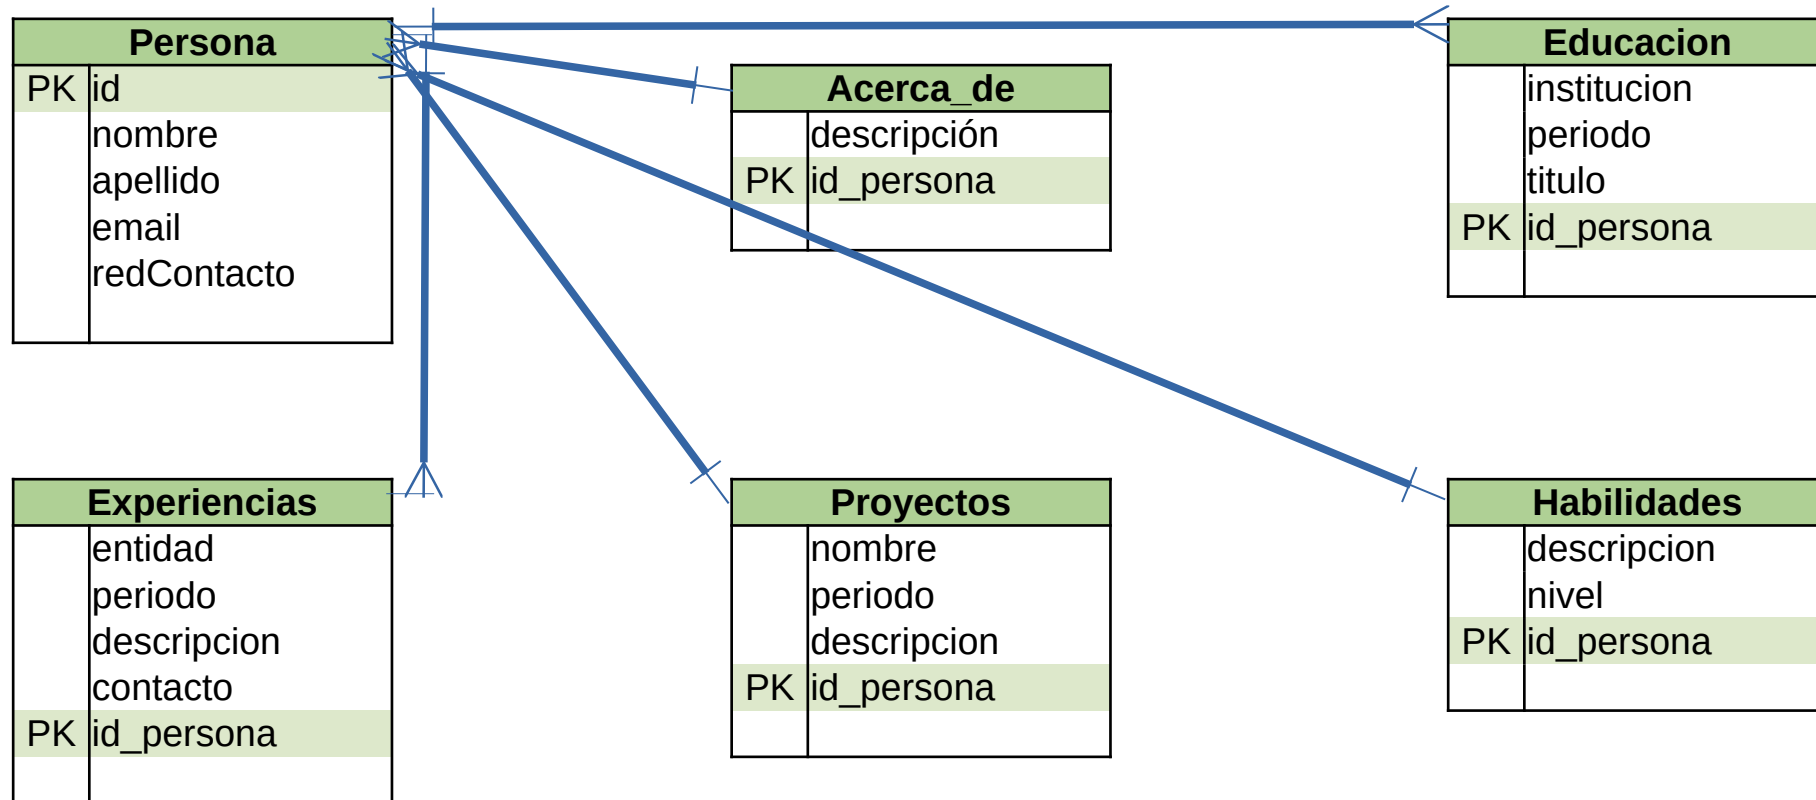 Persona
PK id
nombre
apellido
email
redContacto
Acerca_de
descripción
PK id_persona
Educacion
institucion
periodo
titulo
PK id_persona
Experiencias
entidad
periodo
descripcion
contacto
PK id_persona
Proyectos
nombre
periodo
descripcion
PK id_persona
Habilidades
descripcion
nivel
PK id_persona